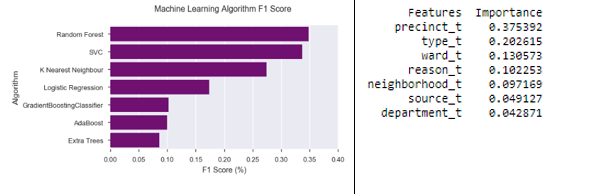 Machine Learning Algorithm F1 Score
Algorithm
Random Forest
SVC
K Nearest Neighbour
Logistic Regression
GradientBoostingClassifier
AdaBoost
Extra Trees
0.00 0.05 0.10 0.15 0.20 0.25 0.30 0.35 0.40
F1 Score (%)
Features Importance
precinct_t 0.375392
type_t 0.202615
ward_t 0.130573
reason_t 0.102253
neighborhood_t 0.097169
source_t 0.049127
department_t 0.042871